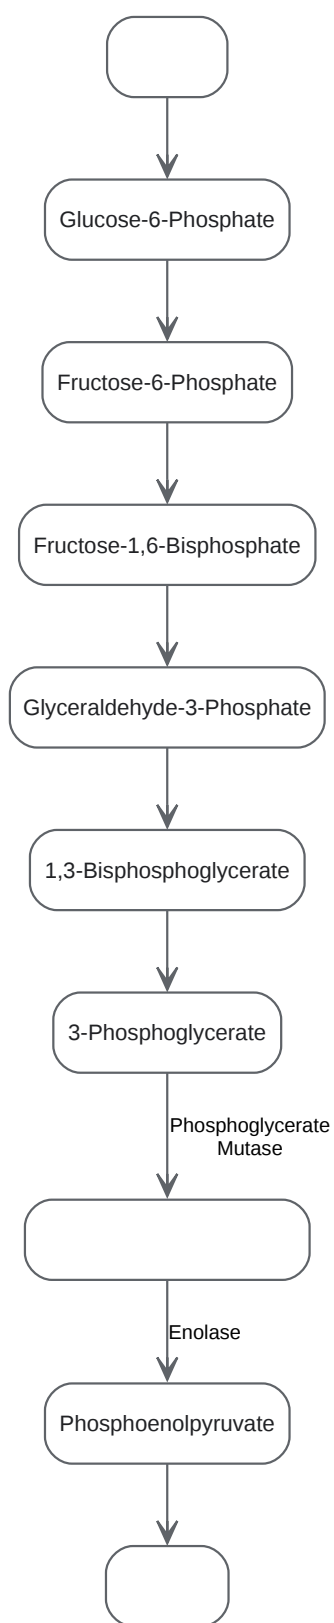 Glucose-6-Phosphate
Fructose-6-Phosphate
Fructose-1,6-Bisphosphate
Glyceraldehyde-3-Phosphate
1,3-Bisphosphoglycerate
3-Phosphoglycerate
Phosphoglycerate
Mutase
Enolase
Phosphoenolpyruvate